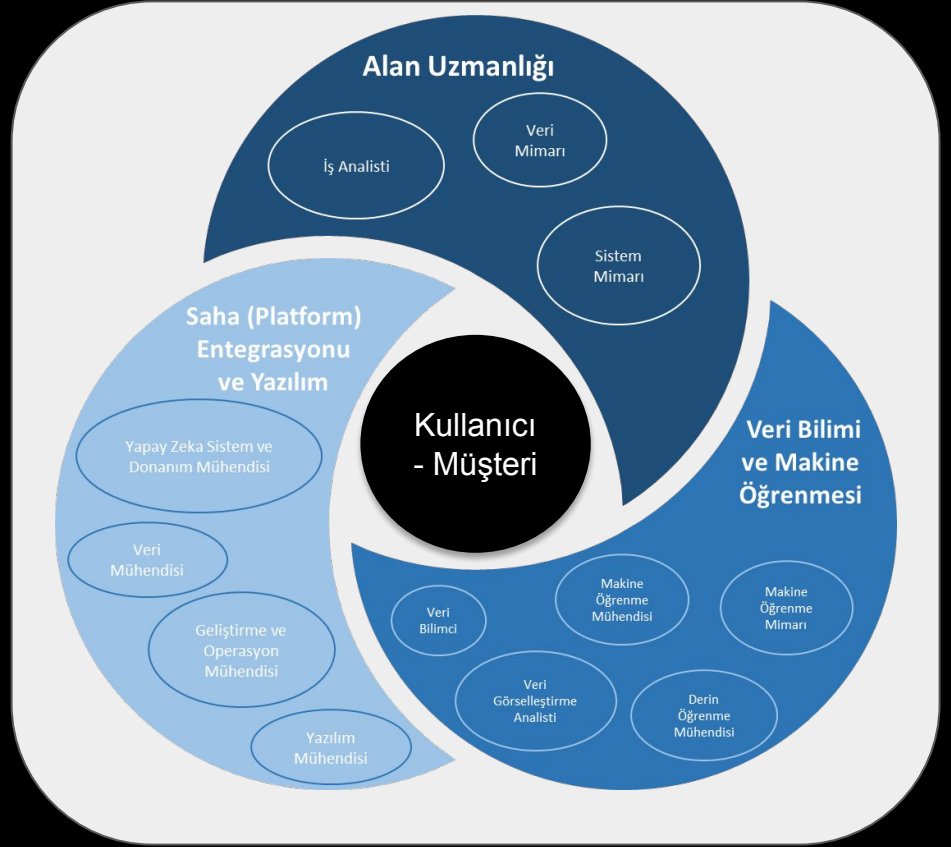 Alan Uzmanlığı
İş Analisti
Veri
Mimarı
Sistem
Mimarı
Saha (Platform)
Entegrasyonu
ve Yazılım
Yapay Zeka Sistem ve
Donanım Mühendisi
Veri
Mühendisi
Geliştirme ve
Operasyon
Mühendisi
Yazılım
Mühendisi
Kullanıcı
- Müşteri
Veri Bilimi
ve Makine
Öğrenmesi
Veri
Bilimci
Makine
Öğrenme
Mühendisi
Makine
Öğrenme
Mimarı
Veri
Görselleştirme
Analisti
Derin
Öğrenme
Mühendisi